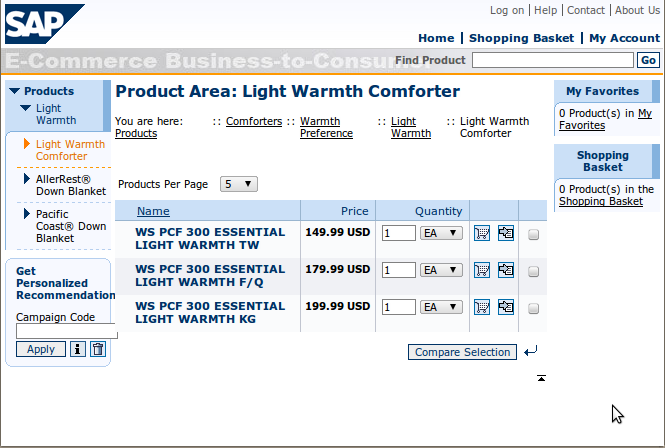 SAP
Log on | Help | Contact | About Us
Home | Shopping Basket | My Account
E-Commerce Business-to-Consumer
Find Product
Go
Products
Light
Warmth
Light Warmth
Comforter
AllerRest®
Down Blanket
Pacific
Coast® Down
Blanket
Get
Personalized
Recommendation
Campaign Code
Apply
i
Product Area: Light Warmth Comforter
You are here: :: Comforters :: Warmth :: Light :: Light Warmth
Products Preference Warmth Comforter
Products Per Page 5
Name Price Quantity
WS PCF 300 ESSENTIAL 149.99 USD 1 EA
LIGHT WARMTH TW
WS PCF 300 ESSENTIAL 179.99 USD 1 EA
LIGHT WARMTH F/Q
WS PCF 300 ESSENTIAL 199.99 USD 1 EA
LIGHT WARMTH KG
Compare Selection
My Favorites
0 Product(s) in My
Favorites
Shopping
Basket
0 Product(s) in the
Shopping Basket